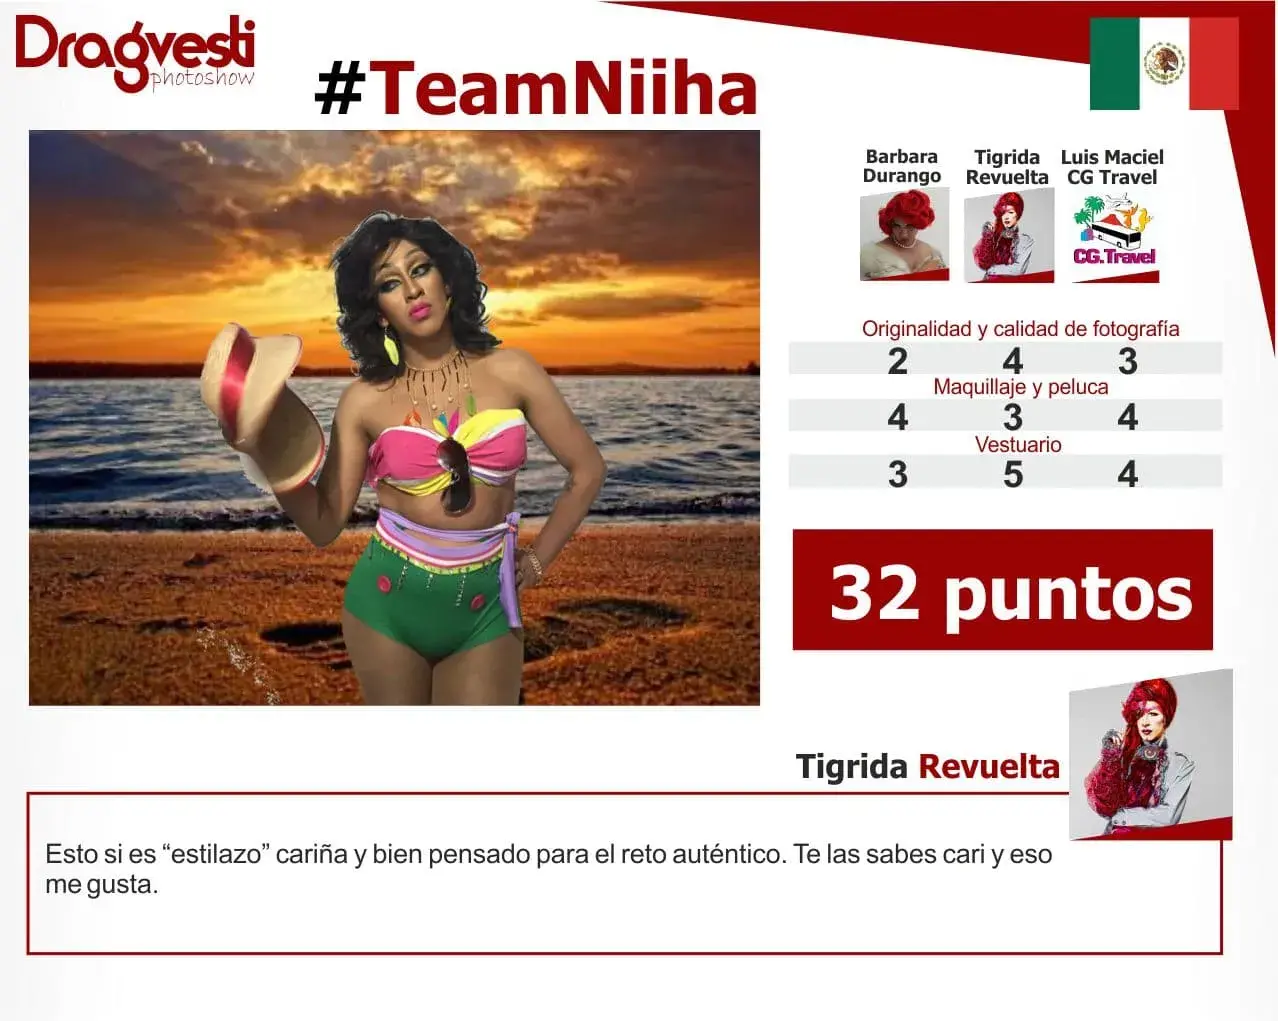 Dragvesti
photoshow
#TeamNiiha
Barbara
Durango
Tigrida
Revuelta
Luis Maciel
CG Travel
CG.Travel
Originalidad y calidad de fotografía
2 4 3
Maquillaje y peluca
4 3 4
Vestuario
3 5 4
32 puntos
Tigrida Revuelta
Esto si es “estilazo” cariña y bien pensado para el reto auténtico. Te las sabes cari y eso
me gusta.